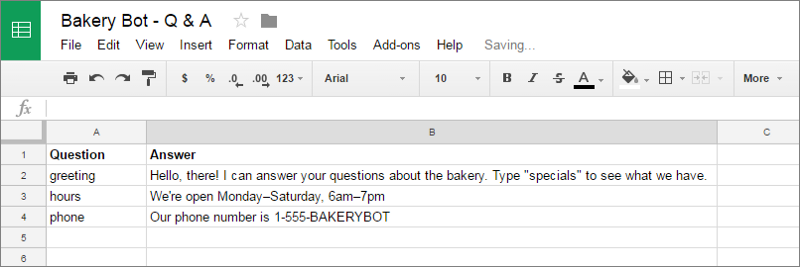 Bakery Bot - Q & A
File Edit View Insert Format Data Tools Add-ons Help Saving...
$ % .0 .00 123 Arial 10 B I S A More
fx
A B C
1 Question Answer
2 greeting Hello, there! I can answer your questions about the bakery. Type "specials" to see what we have.
3 hours We're open Monday–Saturday, 6am–7pm
4 phone Our phone number is 1-555-BAKERYBOT
5
6